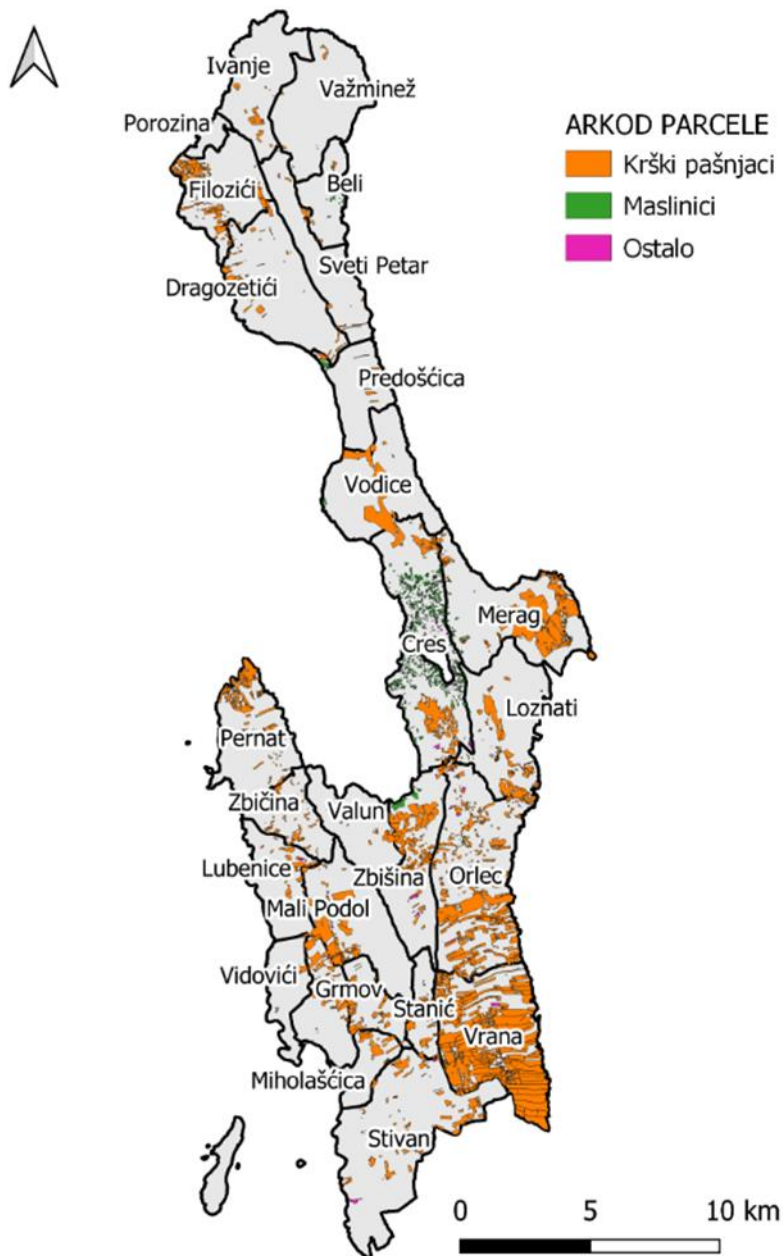 Ivanje
Važminež
Porozina
Filozići
Beli
Sveti Petar
Dragozetići
Predošćica
Vodice
Merag
Cres
Loznati
Pernat
Zbičina
Valun
Lubenice
Zbišina
Orlec
Mali Podol
Vidovići
Grmov
Stanić
Vrana
Miholašćica
Stivan
ARKOD PARCELE
Krški pašnjaci
Maslinici
Ostalo
0 5 10 km